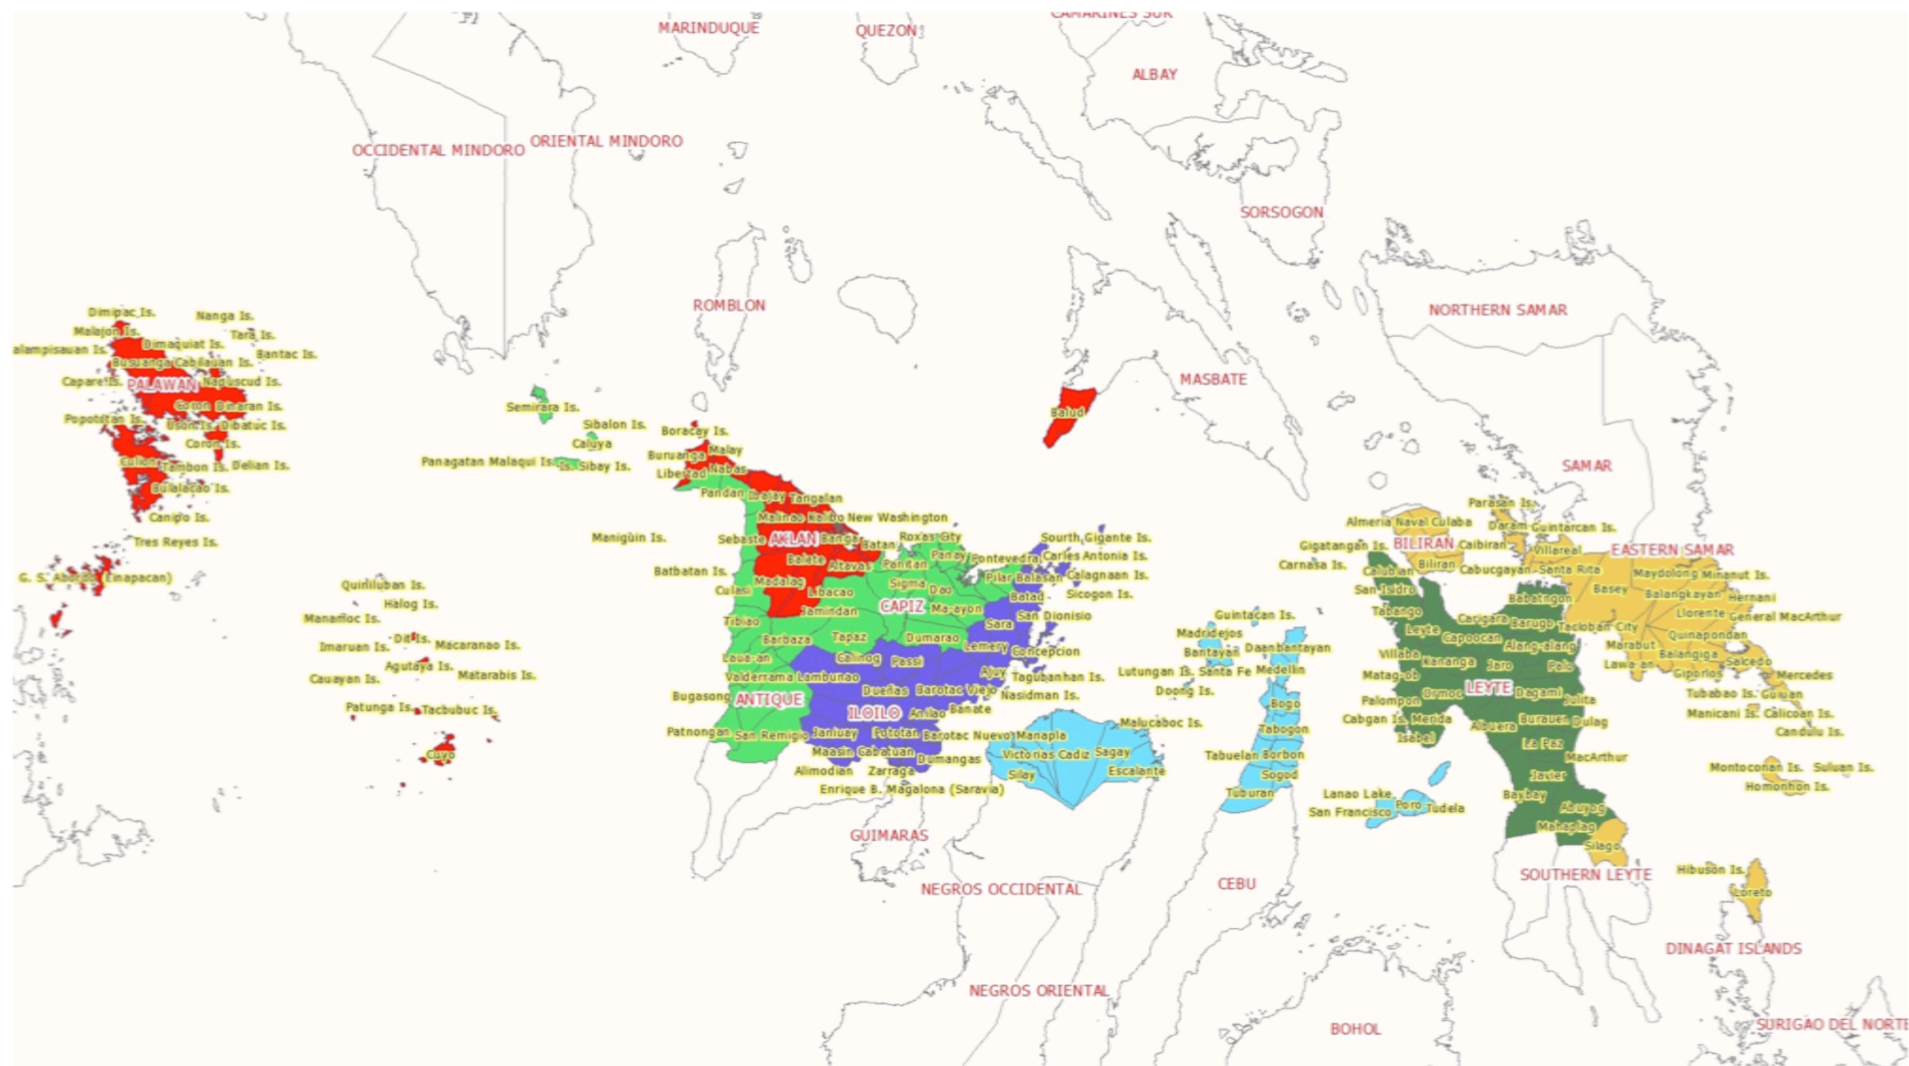 CAMARINES SUR
MARINDUQUE
QUEZON
ALBAY
OCCIDENTAL MINDORO
ORIENTAL MINDORO
SORSOGON
ROMBLON
NORTHERN SAMAR
MASBATE
SAMAR
Dimipac Is.
Nanga Is.
Malajon Is.
Tara Is.
Dimaquiat Is.
alampisauan Is.
Bantac Is.
Busuanga
Cabilauan Is.
Capare Is.
PALAWAN
Naguscud Is.
Coron
Dinaran Is.
Popototan Is.
Uson Is.
Dibatuc Is.
Coron Is.
Culion
Tambon Is.
Delian Is.
Bulalacao Is.
Canipo Is.
Tres Reyes Is.
Quiniluban Is.
Halog Is.
Manamoc Is.
Dit Is.
Macaranao Is.
Imaruan Is.
Agutaya Is.
Matarabis Is.
Cauayan Is.
Patunga Is.
Tacbubuc Is.
Cuyo
Semirara Is.
Sibalon Is.
Caluya
Panagatan
Malaqui Is.
Is.
Sibay Is.
Manigüin Is.
Batbatan Is.
Balud
Boracay Is.
Buruanga
Malay
Libertad
Nabas
Pandan
Ibajay
Tangalan
Malinao
Kalibo
New Washington
Sebaste
AKLAN
Banga
Batan
Roxas City
Panay
Balete
Altavas
Panitan
Pontevedra
Culasi
Madalag
Libacao
Sigma
Dao
Pilar
Balasan
Jamindan
CAPIZ
Ma-ayon
Batad
Tibiao
Barbaza
Tapaz
Dumarao
Sara
San Dionisio
Lemery
Concepcion
Laua-an
Calinog
Passi
Ajuy
Tagubanhan Is.
Valderrama
Lambunao
Dueñas
Barotac Viejo
Nasidman Is.
Bugasong
ANTIQUE
ILOILO
Anilao
Banate
Patnongan
San Remigio
Janiuay
Pototan
Barotac Nuevo
Maasin
Cabatuan
Dumangas
Alimodian
Zarraga
Enrique B. Magalona (Saravia)
Sourth Gigante Is.
Carles
Antonia Is.
Calagnaan Is.
Sicogon Is.
Manapla
Victorias
Cadiz
Sagay
Silay
Escalante
Malucaboc Is.
Guintacan Is.
Madridejos
Bantayan
Daanbantayan
Lutungan Is.
Santa Fe
Medellin
Doong Is.
Bogo
Tabogon
Tabuelan
Borbon
Sogod
Tuburan
Lanao Lake
San Francisco
Poro
Tudela
Parasan Is.
Almeria
Naval
Culaba
Daram
Guintarcan Is.
Gigatangan Is.
BILIRAN
Caibiran
Villareal
EASTERN SAMAR
Carnasa Is.
Calubian
Biliran
Cabucgayan
Santa Rita
Maydolong
Minanut Is.
San Isidro
Babatngon
Basey
Balangkayan
Hernani
Tabango
Carigara
Barugo
Llorente
General MacArthur
Leyte
Capoocan
Tacloban City
Quinapondan
Villaba
Alang-alang
Marabut
Balangiga
Kananga
Jaro
Palo
Lawa-an
Salcedo
Matag-ob
Giporlos
Mercedes
Palompon
Ormoc
LEYTE
Dagami
Julita
Tubabao Is.
Guiuan
Cabgan Is.
Merida
Albuera
Burauen
Dulag
Manicani Is.
Calicoan Is.
Isabel
La Paz
Candulu Is.
MacArthur
Javier
Montoconan Is.
Suluan Is.
Homonhon Is.
Baybay
Abuyog
Mahaplag
Silago
SOUTHERN LEYTE
Hibuson Is.
Loreto
GUIMARAS
NEGROS OCCIDENTAL
CEBU
DINAGAT ISLANDS
NEGROS ORIENTAL
BOHOL
SURIGAO DEL NORTE